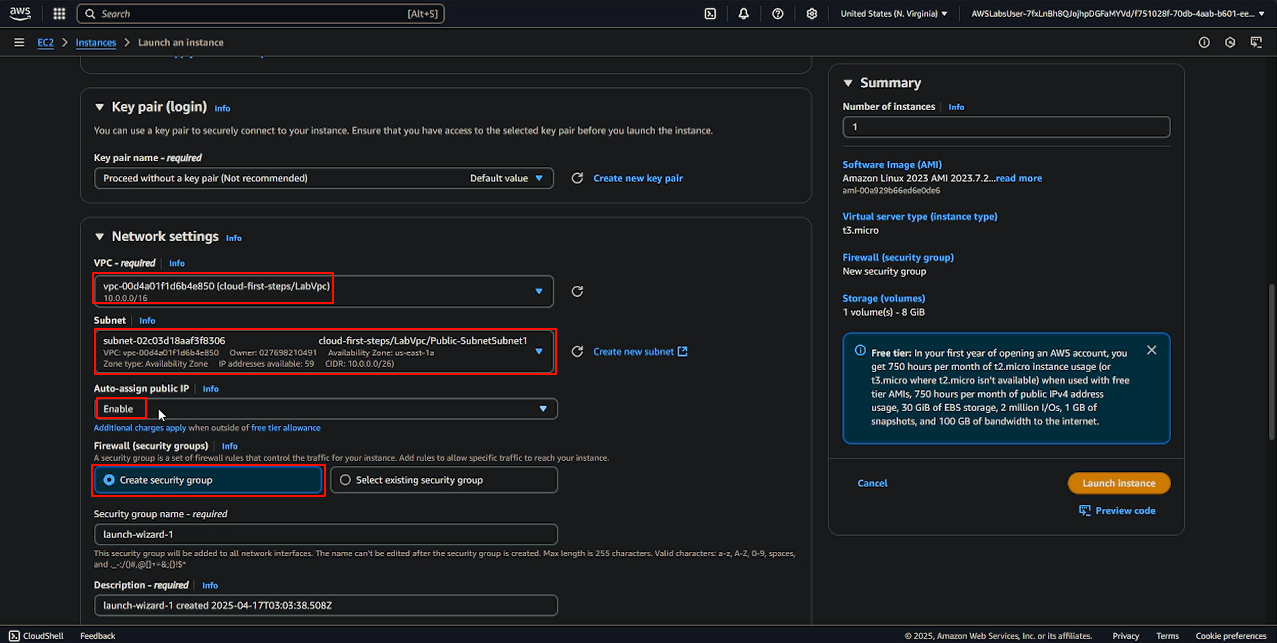 aws
Search [Alt+S]
United States (N. Virginia)
EC2 > Instances > Launch an instance
Key pair (login) Info
You can use a key pair to securely connect to your instance. Ensure that you have access to the selected key pair before you launch the instance.
Key pair name - required
Proceed without a key pair (Not recommended) Default value
Create new key pair
Network settings Info
VPC - required Info
vpc-00d4a01f1d6b4e850 (cloud-first-steps/LabVpc)
10.0.0.0/16
Subnet Info
subnet-02c03d18aaf3f8306 cloud-first-steps/LabVpc/Public-SubnetSubnet1
VPC: vpc-00d4a01f1d6b4e850 Owner: 027698210491 Availability Zone: us-east-1a
Zone type: Availability Zone IP addresses available: 59 CIDR: 10.0.0.0/26)
Create new subnet
Auto-assign public IP Info
Enable
Additional charges apply when outside of free tier allowance
Firewall (security groups) Info
A security group is a set of firewall rules that control the traffic for your instance. Add rules to allow specific traffic to reach your instance.
Create security group
Select existing security group
Security group name - required
launch-wizard-1
This security group will be added to all network interfaces. The name can't be edited after the security group is created. Max length is 255 characters. Valid characters: a-z, A-Z, 0-9, spaces,
and ._-:/()#,@[]+=&;{}!$*
Description - required Info
launch-wizard-1 created 2025-04-17T03:03:38.508Z
Summary
Number of instances Info
1
Software Image (AMI)
Amazon Linux 2023 AMI 2023.7.2...read more
ami-00a929b66ed6e0de6
Virtual server type (instance type)
t3.micro
Firewall (security group)
New security group
Storage (volumes)
1 volume(s) - 8 GiB
Free tier: In your first year of opening an AWS account, you
get 750 hours per month of t2.micro instance usage (or
t3.micro where t2.micro isn't available) when used with free
tier AMIs, 750 hours per month of public IPv4 address
usage, 30 GiB of EBS storage, 2 million I/Os, 1 GB of
snapshots, and 100 GB of bandwidth to the internet.
Cancel
Launch instance
Preview code
CloudShell Feedback
© 2025, Amazon Web Services, Inc. or its affiliates. Privacy Terms Cookie preferences